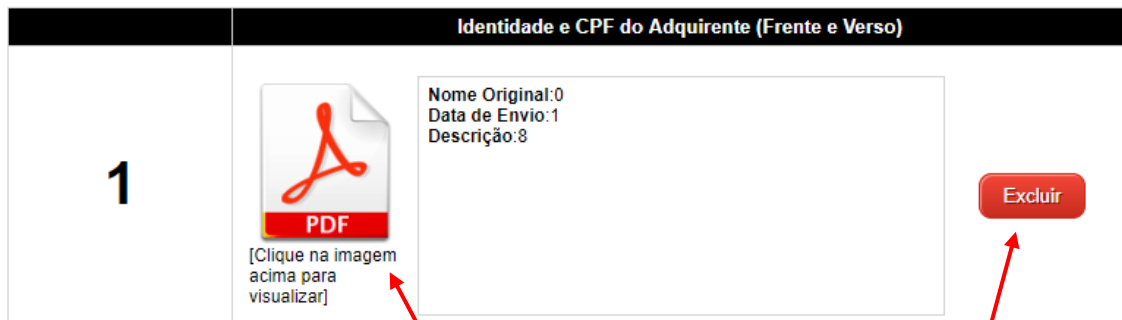 Identidade e CPF do Adquirente (Frente e Verso)
1
PDF
[Clique na imagem
acima para
visualizar]
Nome Original:0
Data de Envio:1
Descrição:8
Excluir